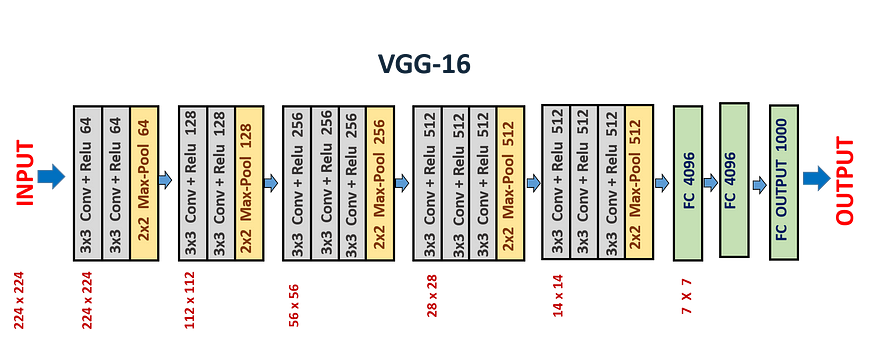 VGG-16
INPUT
3x3 Conv + Relu 64
3x3 Conv + Relu 64
2x2 Max-Pool 64
3x3 Conv + Relu 128
3x3 Conv + Relu 128
2x2 Max-Pool 128
3x3 Conv + Relu 256
3x3 Conv + Relu 256
3x3 Conv + Relu 256
2x2 Max-Pool 256
3x3 Conv + Relu 512
3x3 Conv + Relu 512
3x3 Conv + Relu 512
2x2 Max-Pool 512
3x3 Conv + Relu 512
3x3 Conv + Relu 512
3x3 Conv + Relu 512
2x2 Max-Pool 512
FC 4096
FC 4096
FC OUTPUT 1000
OUTPUT
224 x 224
224 x 224
112 x 112
56 x 56
28 x 28
14 x 14
7 X 7